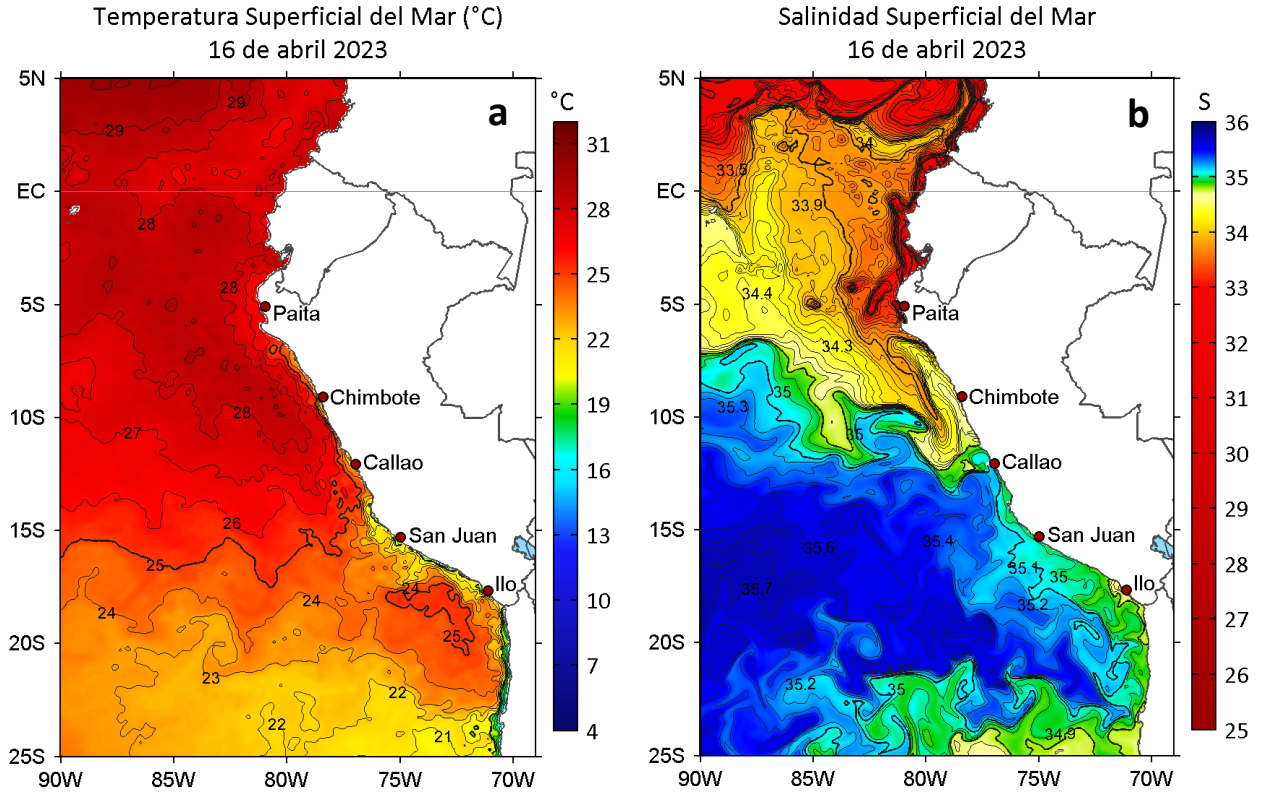 Temperatura Superficial del Mar (°C)
16 de abril 2023
a
°C
5N
EC
5S
10S
15S
20S
25S
90W
85W
80W
75W
70W
29
29
28
28
28
27
26
25
24
24
24
25
23
22
22
21
Paita
Chimbote
Callao
San Juan
Ilo
31
28
25
22
19
16
13
10
7
4
Salinidad Superficial del Mar
16 de abril 2023
b
S
5N
EC
5S
10S
15S
20S
25S
90W
85W
80W
75W
70W
34
33.5
33.9
34.4
34.3
35
35.3
35
35.4
35.6
35.7
35.1
35
35.2
35.2
35
34.9
Paita
Chimbote
Callao
San Juan
Ilo
36
35
34
33
32
31
30
29
28
27
26
25